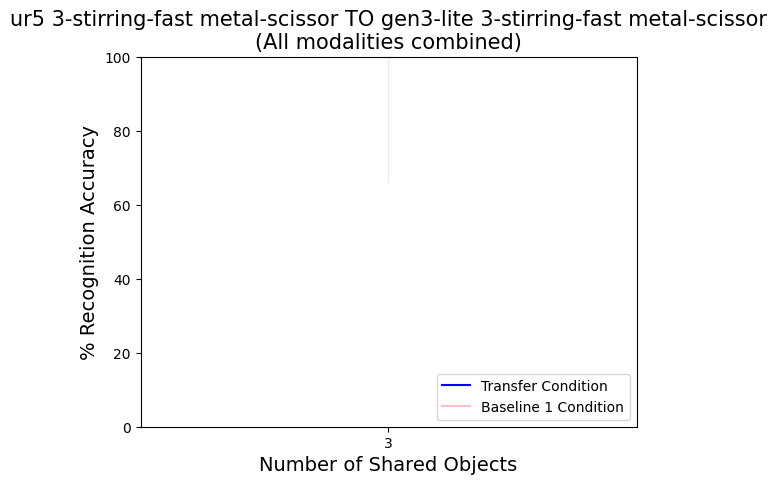 ur5 3-stirring-fast metal-scissor TO gen3-lite 3-stirring-fast metal-scissor
(All modalities combined)
% Recognition Accuracy
100
80
60
40
20
0
3
Number of Shared Objects
Transfer Condition
Baseline 1 Condition